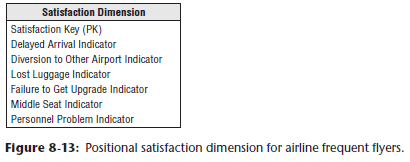 Satisfaction Dimension
Satisfaction Key (PK)
Delayed Arrival Indicator
Diversion to Other Airport Indicator
Lost Luggage Indicator
Failure to Get Upgrade Indicator
Middle Seat Indicator
Personnel Problem Indicator
Figure 8-13: Positional satisfaction dimension for airline frequent flyers.